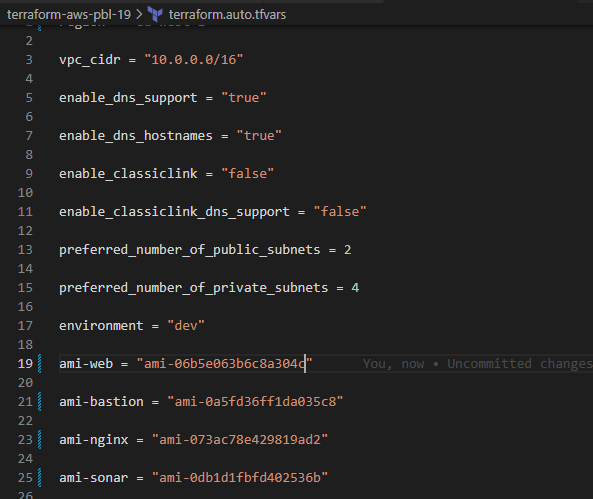 terraform-aws-pbl-19 > terraform.auto.tfvars
2
3 vpc_cidr = "10.0.0.0/16"
4
5 enable_dns_support = "true"
6
7 enable_dns_hostnames = "true"
8
9 enable_classiclink = "false"
10
11 enable_classiclink_dns_support = "false"
12
13 preferred_number_of_public_subnets = 2
14
15 preferred_number_of_private_subnets = 4
16
17 environment = "dev"
18
19 ami-web = "ami-06b5e063b6c8a304c" You, now • Uncommitted changes
20
21 ami-bastion = "ami-0a5fd36ff1da035c8"
22
23 ami-nginx = "ami-073ac78e429819ad2"
24
25 ami-sonar = "ami-0db1d1fbfd402536b"
26